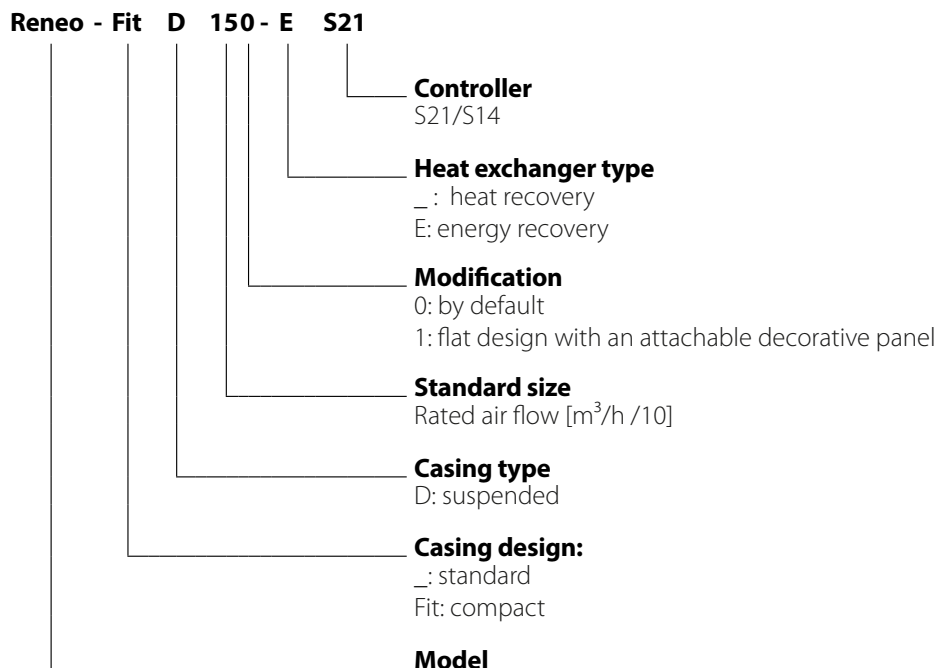 Reneo - Fit D 150 - E S21
Controller
S21/S14
Heat exchanger type
_ : heat recovery
E: energy recovery
Modification
0: by default
1: flat design with an attachable decorative panel
Standard size
Rated air flow [m³/h /10]
Casing type
D: suspended
Casing design:
_: standard
Fit: compact
Model